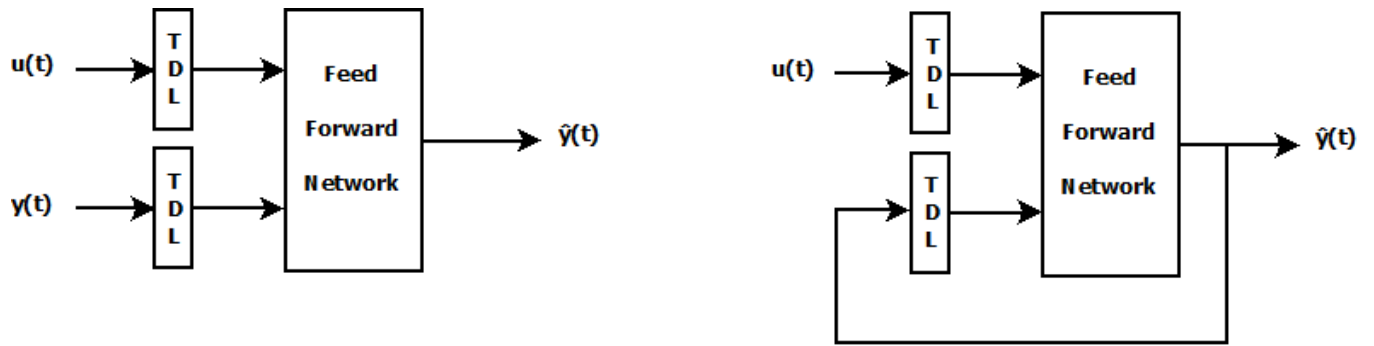 u(t)
T
D
L
Feed
Forward
Network
ŷ(t)
y(t)
T
D
L
u(t)
T
D
L
Feed
Forward
Network
ŷ(t)
T
D
L